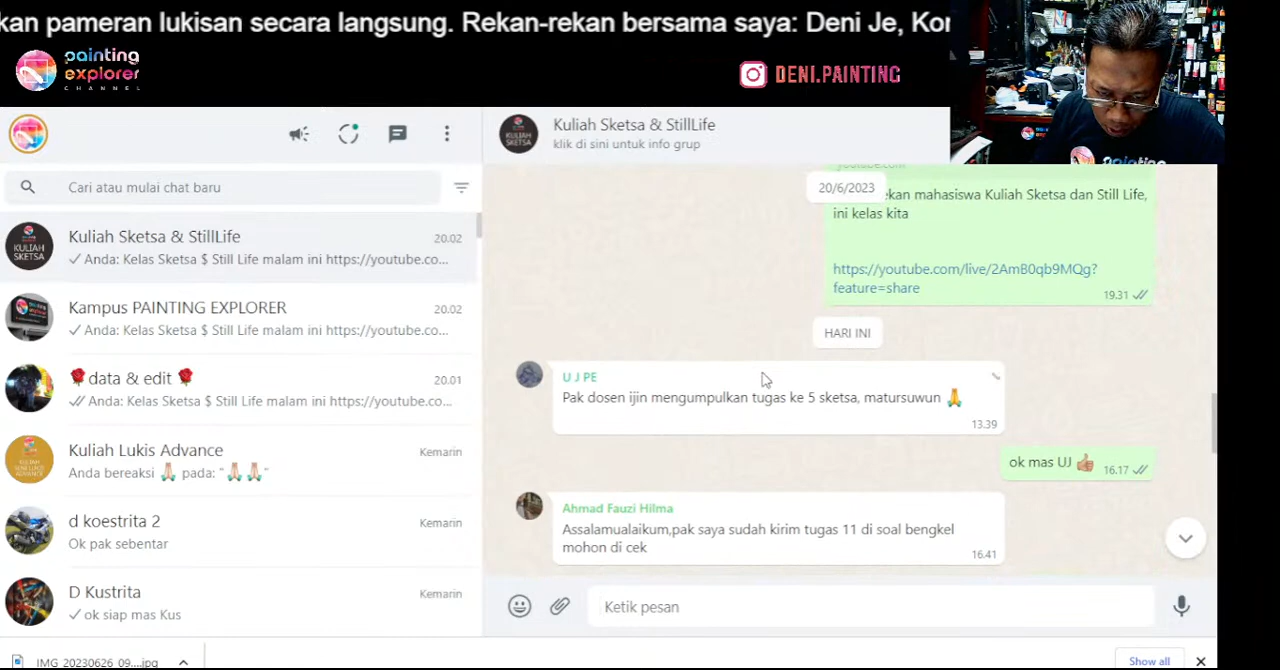 kan pameran lukisan secara langsung. Rekan-rekan bersama saya: Deni Je, Kor
painting
explorer
CHANNEL
DENI.PAINTING
Kuliah Sketsa & StillLife
klik di sini untuk info grup
Cari atau mulai chat baru
KULIAH
SKETSA
Kuliah Sketsa & StillLife
20.02
Anda: Kelas Sketsa $ Still Life malam ini https://youtube.co...
Kampus PAINTING EXPLORER
20.02
Anda: Kelas Sketsa $ Still Life malam ini https://youtube.co...
🌹data & edit 🌹
20.01
Anda: Kelas Sketsa $ Still Life malam ini https://youtube.co...
Kuliah Lukis Advance
Kemarin
Anda bereaksi 🙏 pada: "🙏🙏"
d koestrita 2
Kemarin
Ok pak sebentar
D Kustrita
Kemarin
ok siap mas Kus
youtube.com
20/6/2023
ekan mahasiswa Kuliah Sketsa dan Still Life,
ini kelas kita
https://youtube.com/live/2AmB0qb9MQg?
feature=share
19.31
HARI INI
U J PE
Pak dosen ijin mengumpulkan tugas ke 5 sketsa, matursuwun 🙏
13.39
ok mas UJ 👍
16.17
Ahmad Fauzi Hilma
Assalamualaikum,pak saya sudah kirim tugas 11 di soal bengkel
mohon di cek
16.41
Ketik pesan
IMG_20230626_09....jpg
Show all